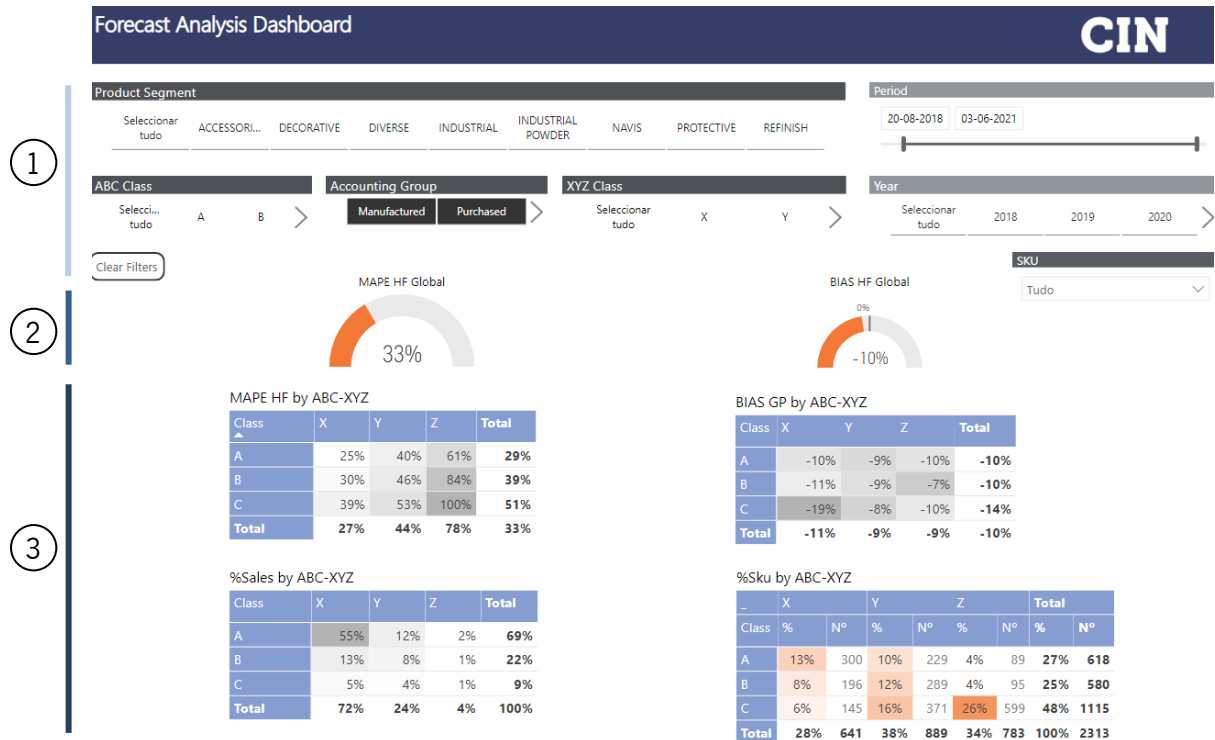 Forecast Analysis Dashboard
CIN
1
Product Segment
Seleccionar tudo ACCESSORI... DECORATIVE DIVERSE INDUSTRIAL INDUSTRIAL POWDER NAVIS PROTECTIVE REFINISH
Period
20-08-2018 03-06-2021
ABC Class
Selecci... tudo A B
Accounting Group
Manufactured Purchased
XYZ Class
Seleccionar tudo X Y
Year
Seleccionar tudo 2018 2019 2020
Clear Filters
SKU
Tudo
2
MAPE HF Global
33%
BIAS HF Global
0%
-10%
3
MAPE HF by ABC-XYZ
Class X Y Z Total
A 25% 40% 61% 29%
B 30% 46% 84% 39%
C 39% 53% 100% 51%
Total 27% 44% 78% 33%
BIAS GP by ABC-XYZ
Class X Y Z Total
A -10% -9% -10% -10%
B -11% -9% -7% -10%
C -19% -8% -10% -14%
Total -11% -9% -9% -10%
%Sales by ABC-XYZ
Class X Y Z Total
A 55% 12% 2% 69%
B 13% 8% 1% 22%
C 5% 4% 1% 9%
Total 72% 24% 4% 100%
%Sku by ABC-XYZ
_ X Y Z Total
Class % Nº % Nº % Nº % Nº
A 13% 300 10% 229 4% 89 27% 618
B 8% 196 12% 289 4% 95 25% 580
C 6% 145 16% 371 26% 599 48% 1115
Total 28% 641 38% 889 34% 783 100% 2313